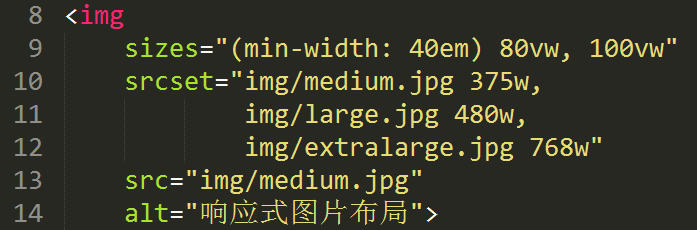 8 <img
9 sizes="(min-width: 40em) 80vw, 100vw"
10 srcset="img/medium.jpg 375w,
11 img/large.jpg 480w,
12 img/extralarge.jpg 768w"
13 src="img/medium.jpg"
14 alt="响应式图片布局">